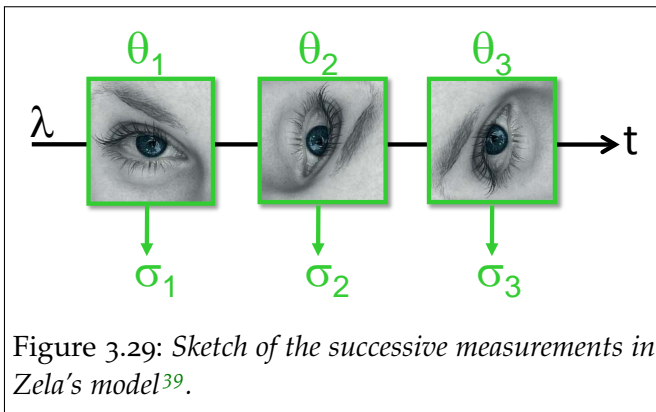 θ1 θ2 θ3
λ t
σ1 σ2 σ3
Figure 3.29: Sketch of the successive measurements in
Zela's model39.